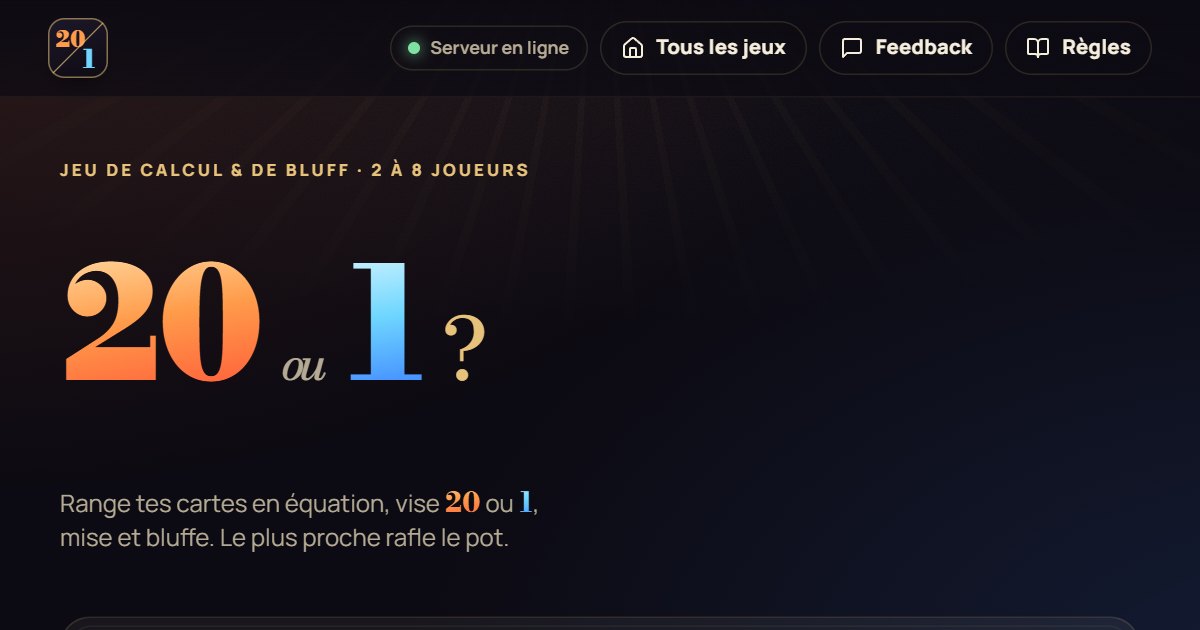 20
1
Serveur en ligne
Tous les jeux
Feedback
Règles
JEU DE CALCUL & DE BLUFF · 2 À 8 JOUEURS
20 ou 1 ?
Range tes cartes en équation, vise 20 ou 1,
mise et bluffe. Le plus proche rafle le pot.